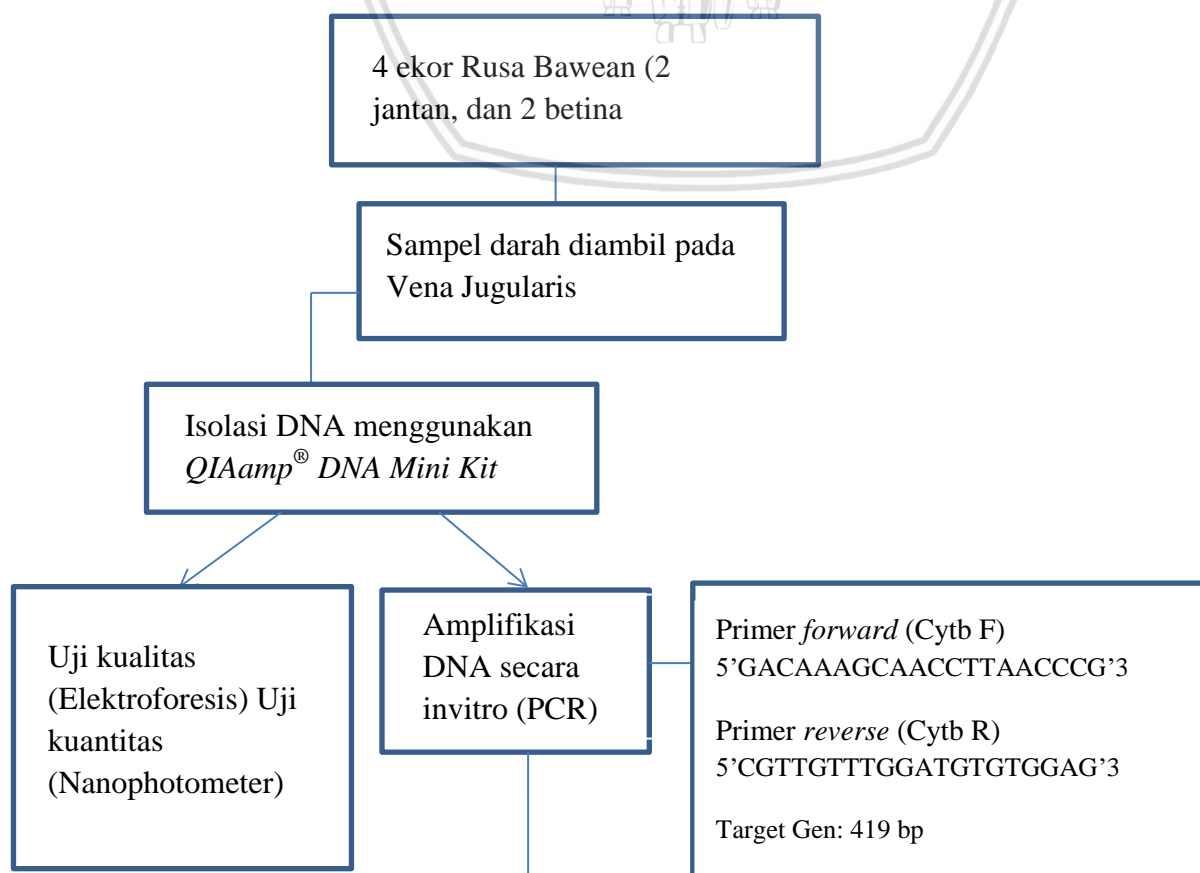 4 ekor Rusa Bawean (2
jantan, dan 2 betina
Sampel darah diambil pada
Vena Jugularis
Isolasi DNA menggunakan
QIAamp® DNA Mini Kit
Uji kualitas
(Elektroforesis) Uji
kuantitas
(Nanophotometer)
Amplifikasi
DNA secara
invitro (PCR)
Primer forward (Cytb F)
5’GACAAAGCAACCTTAACCCG’3
Primer reverse (Cytb R)
5’CGTTGTTTGGATGTGTGGAG’3
Target Gen: 419 bp